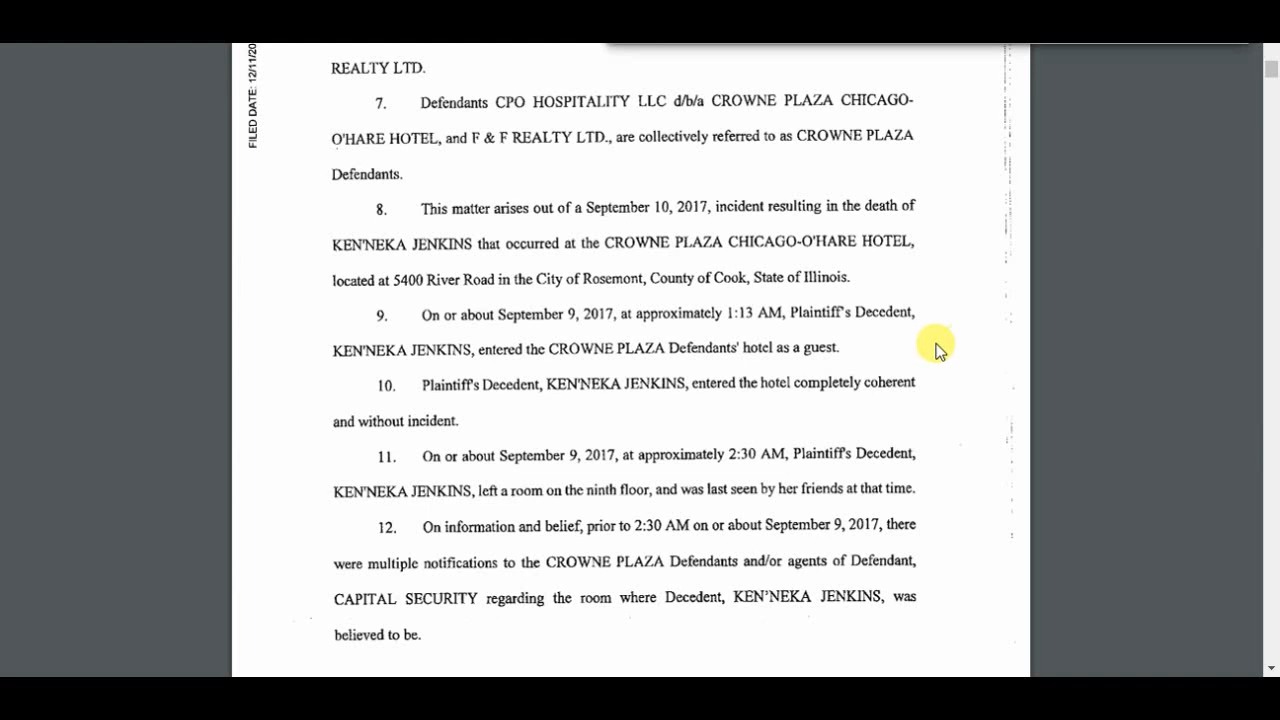 FILED DATE: 12/11/20
REALTY LTD.
7. Defendants CPO HOSPITALITY LLC d/b/a CROWNE PLAZA CHICAGO-
O'HARE HOTEL, and F & F REALTY LTD., are collectively referred to as CROWNE PLAZA
Defendants.
8. This matter arises out of a September 10, 2017, incident resulting in the death of
KEN'NEKA JENKINS that occurred at the CROWNE PLAZA CHICAGO-O'HARE HOTEL,
located at 5400 River Road in the City of Rosemont, County of Cook, State of Illinois.
9. On or about September 9, 2017, at approximately 1:13 AM, Plaintiff's Decedent,
KEN'NEKA JENKINS, entered the CROWNE PLAZA Defendants' hotel as a guest.
10. Plaintiff's Decedent, KEN'NEKA JENKINS, entered the hotel completely coherent
and without incident.
11. On or about September 9, 2017, at approximately 2:30 AM, Plaintiff's Decedent,
KEN'NEKA JENKINS, left a room on the ninth floor, and was last seen by her friends at that time.
12. On information and belief, prior to 2:30 AM on or about September 9, 2017, there
were multiple notifications to the CROWNE PLAZA Defendants and/or agents of Defendant,
CAPITAL SECURITY regarding the room where Decedent, KEN'NEKA JENKINS, was
believed to be.